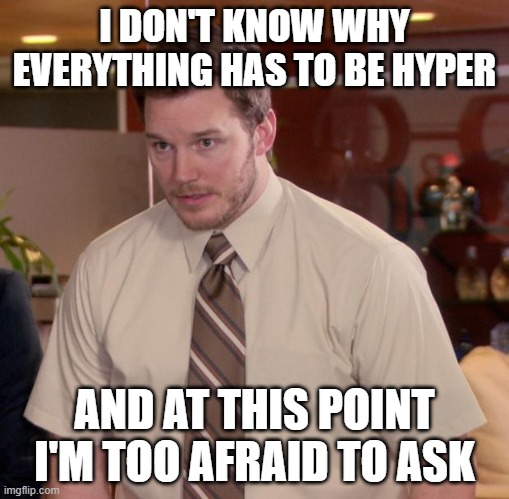 I DON'T KNOW WHY
EVERYTHING HAS TO BE HYPER
AND AT THIS POINT
I'M TOO AFRAID TO ASK
imgflip.com